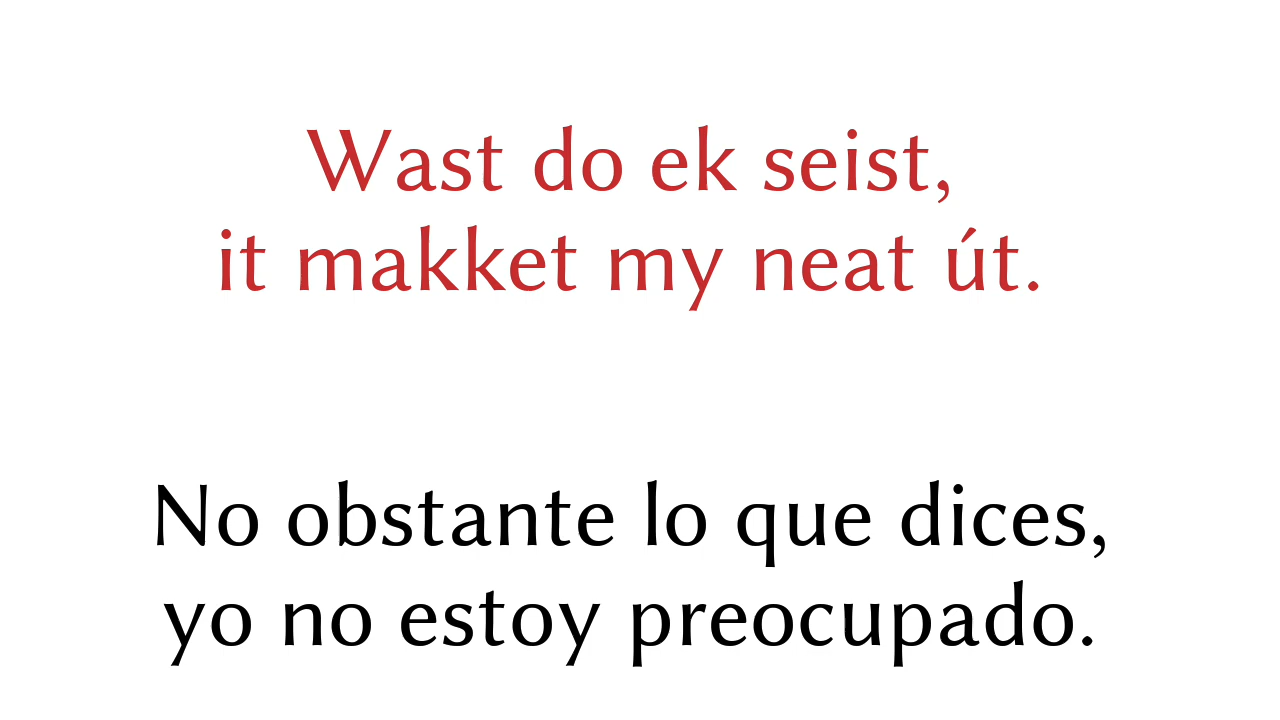 Wast do ek seist,
it makket my neat út.
No obstante lo que dices,
yo no estoy preocupado.